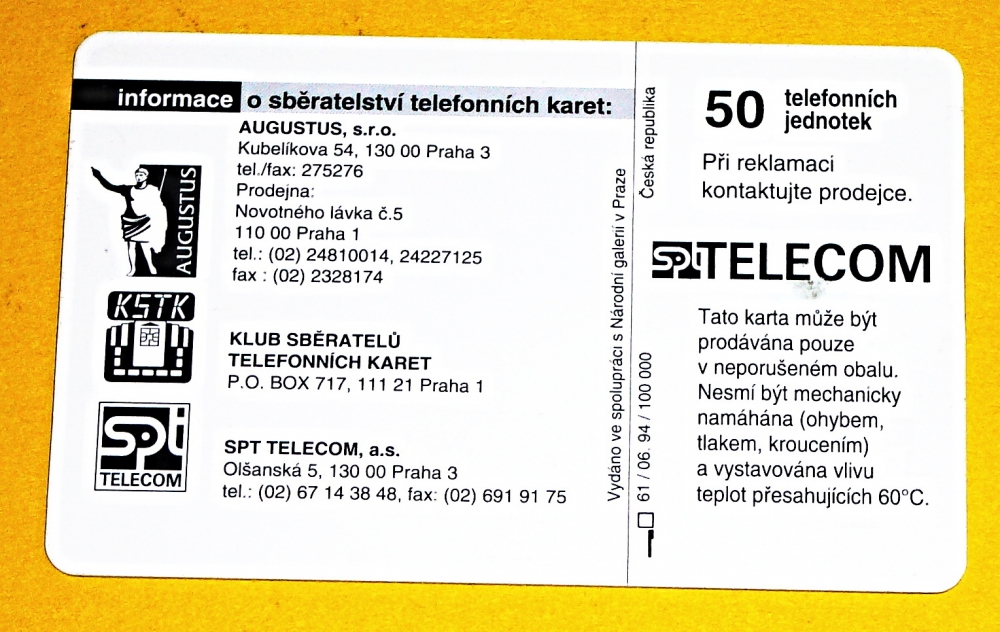 informace o sběratelství telefonních karet:
AUGUSTUS, s.r.o.
Kubelíkova 54, 130 00 Praha 3
tel./fax: 275276
Prodejna:
Novotného lávka č.5
110 00 Praha 1
tel.: (02) 24810014, 24227125
fax : (02) 2328174
AUGUSTUS
KSTK
KLUB SBĚRATELŮ
TELEFONNÍCH KARET
P.O. BOX 717, 111 21 Praha 1
spt
TELECOM
SPT TELECOM, a.s.
Olšanská 5, 130 00 Praha 3
tel.: (02) 67 14 38 48, fax: (02) 691 91 75
Vydáno ve spolupráci s Národní galerií v Praze
Česká republika
61 / 06. 94 / 100 000
50 telefonních
jednotek
Při reklamaci
kontaktujte prodejce.
spt TELECOM
Tato karta může být
prodávána pouze
v neporušeném obalu.
Nesmí být mechanicky
namáhána (ohybem,
tlakem, kroucením)
a vystavována vlivu
teplot přesahujících 60°C.